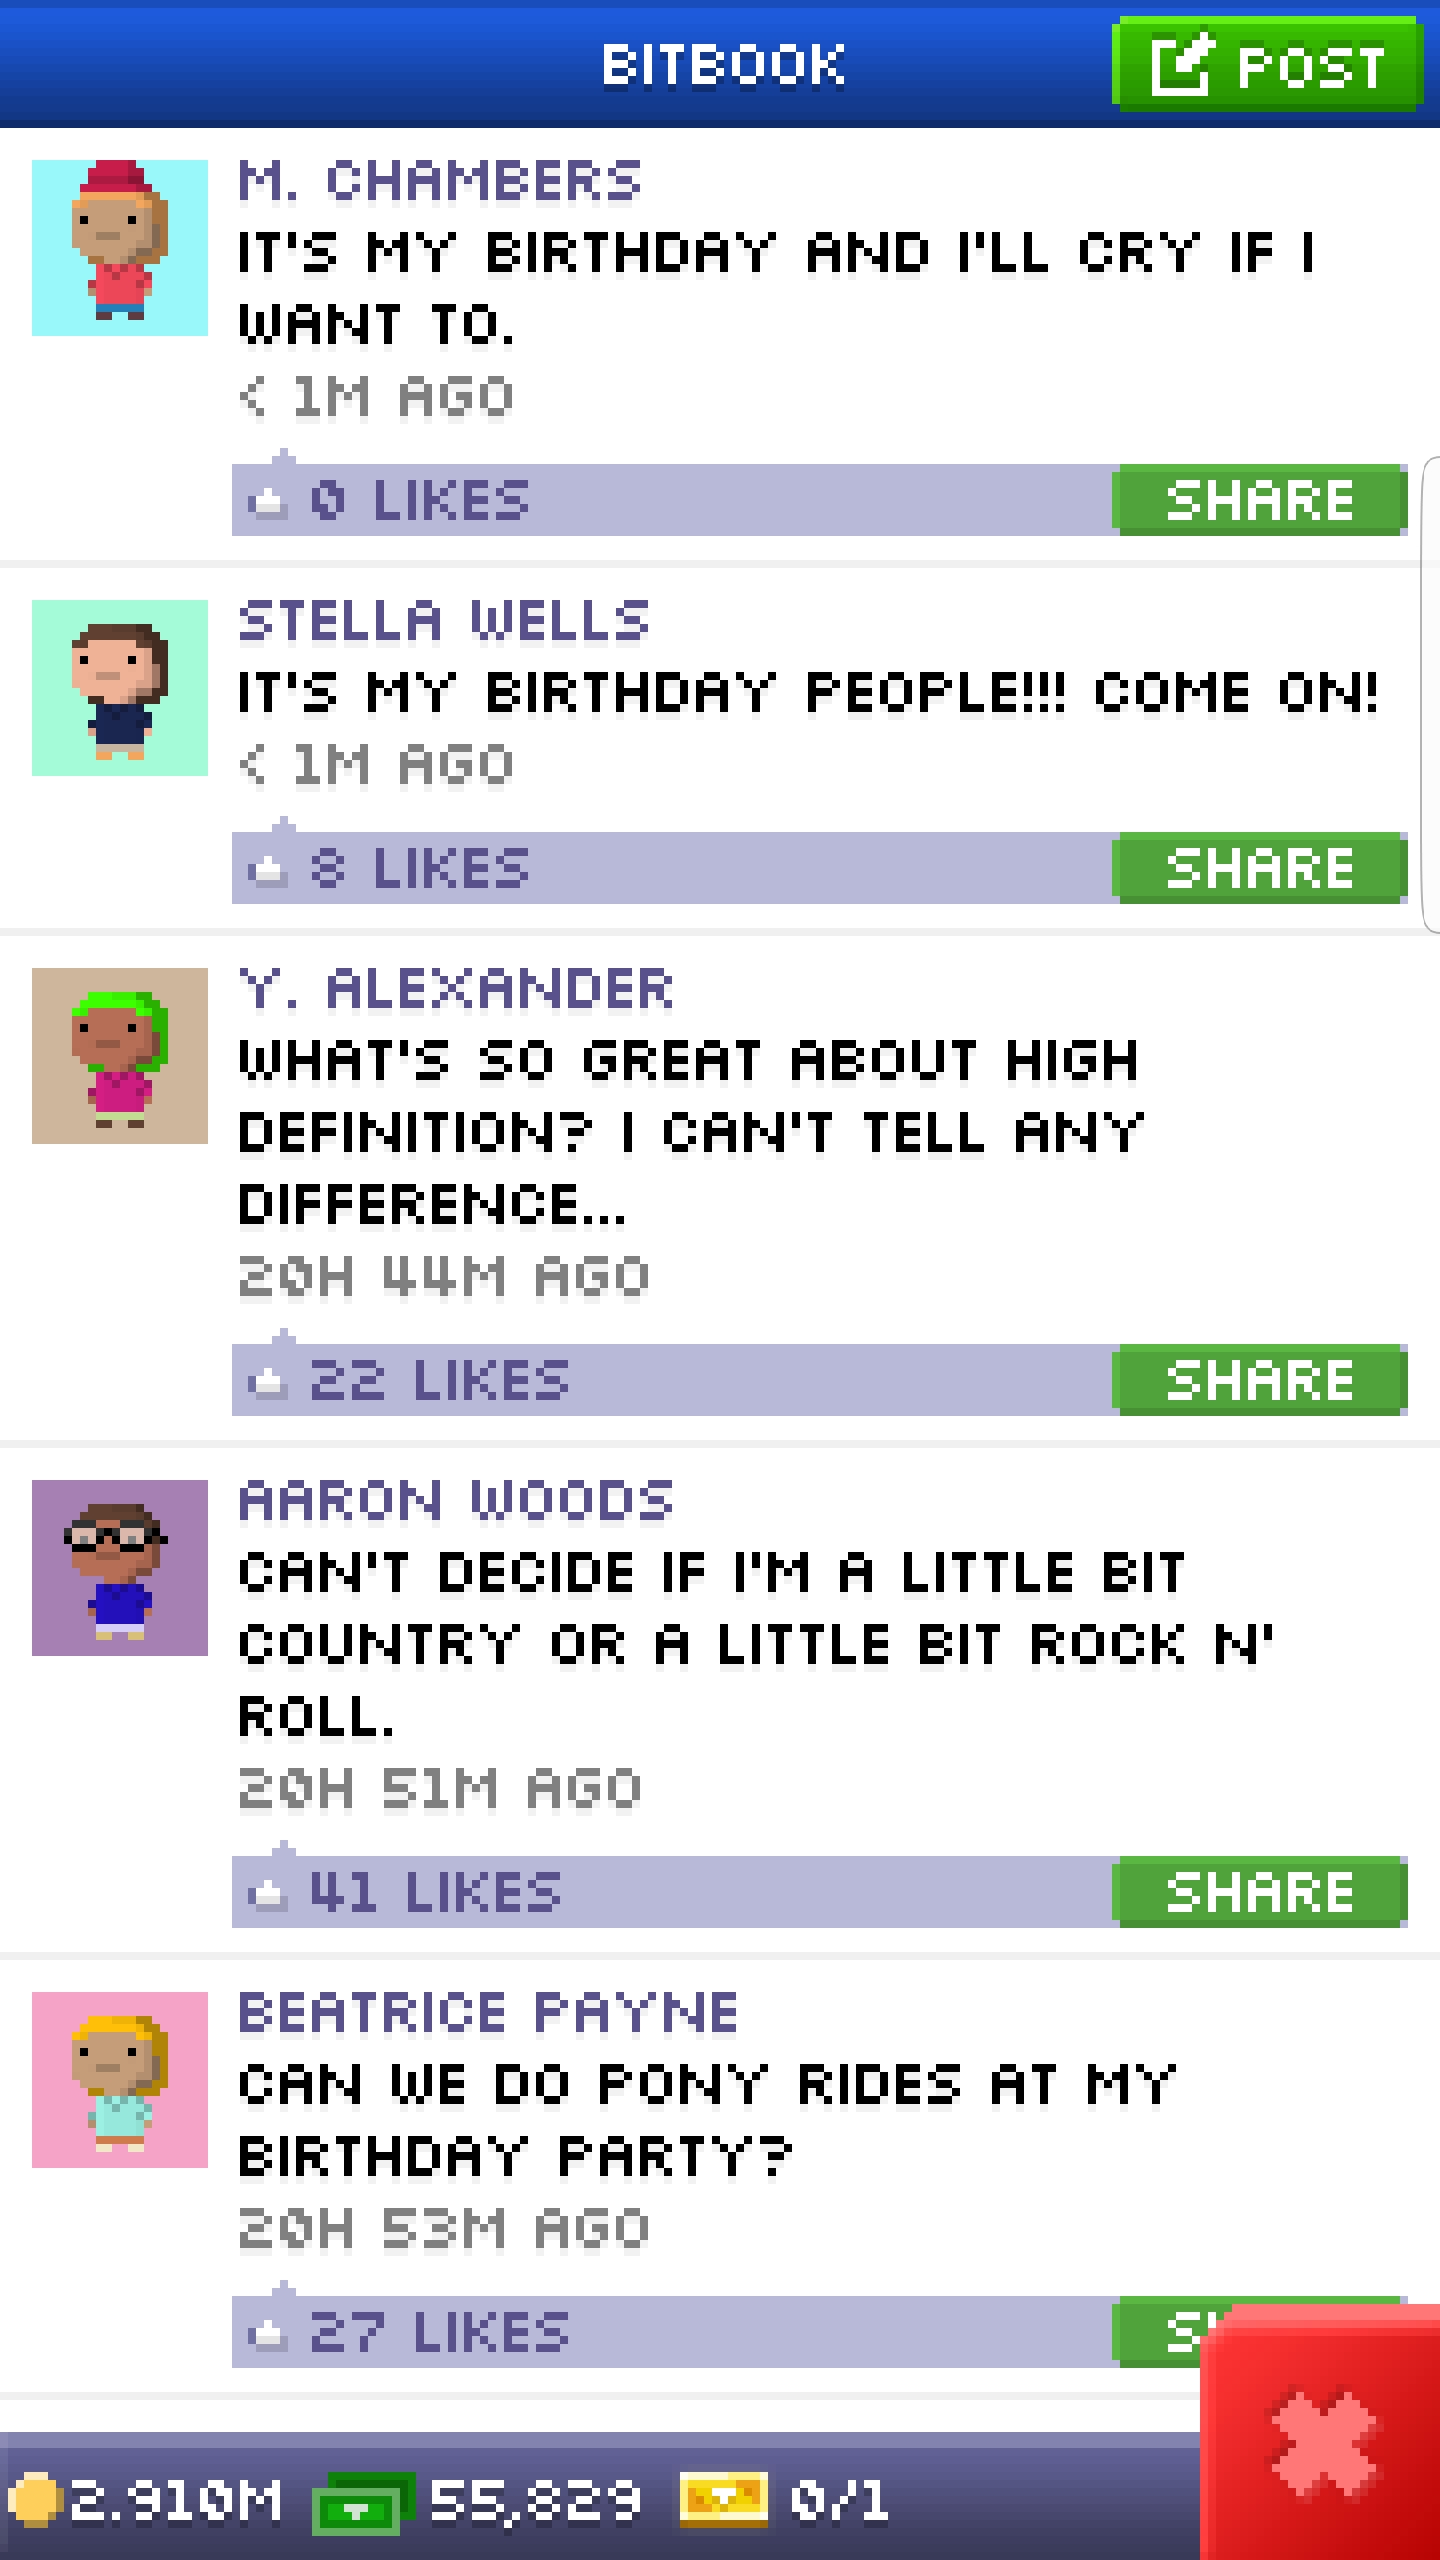 BITBOOK
POST
M. CHAMBERS
IT'S MY BIRTHDAY AND I'LL CRY IF I
WANT TO.
< 1M AGO
0 LIKES
SHARE
STELLA WELLS
IT'S MY BIRTHDAY PEOPLE!!! COME ON!
< 1M AGO
8 LIKES
SHARE
Y. ALEXANDER
WHAT'S SO GREAT ABOUT HIGH
DEFINITION? I CAN'T TELL ANY
DIFFERENCE...
20H 44M AGO
22 LIKES
SHARE
AARON WOODS
CAN'T DECIDE IF I'M A LITTLE BIT
COUNTRY OR A LITTLE BIT ROCK N'
ROLL.
20H 51M AGO
41 LIKES
SHARE
BEATRICE PAYNE
CAN WE DO PONY RIDES AT MY
BIRTHDAY PARTY?
20H 53M AGO
27 LIKES
2.910M
55,829
0/1